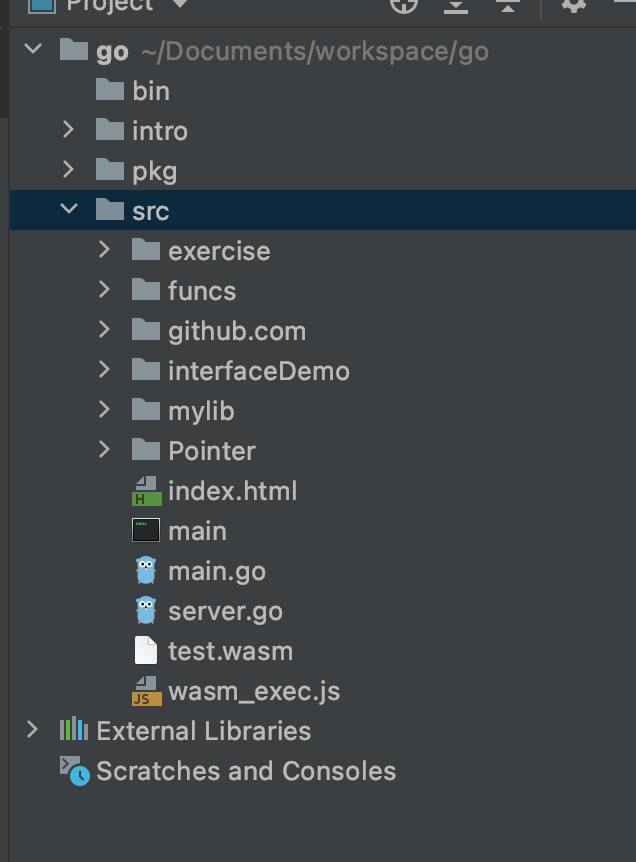 Project
go ~/Documents/workspace/go
bin
intro
pkg
src
exercise
funcs
github.com
interfaceDemo
mylib
Pointer
H index.html
main
main.go
server.go
test.wasm
JS wasm_exec.js
External Libraries
Scratches and Consoles